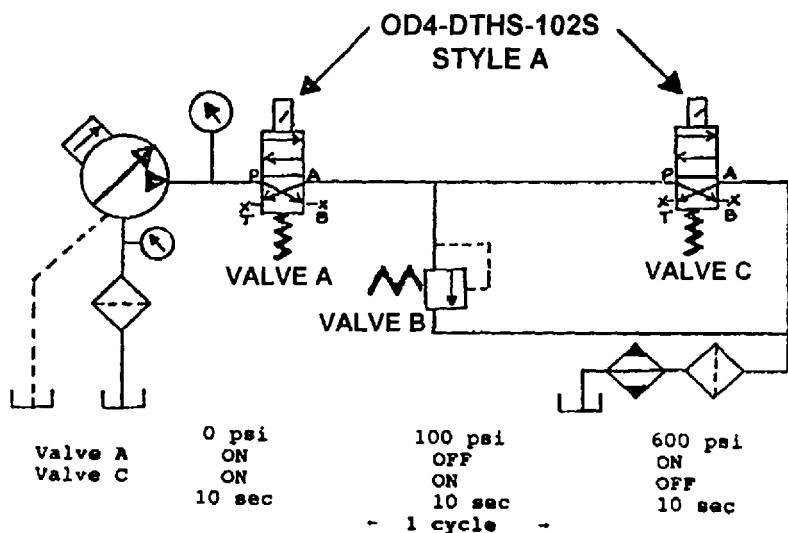 OD4-DTHS-102S
STYLE A
P A
T B
P A
T B
VALVE A
VALVE C
VALVE B
0 psi 100 psi 600 psi
Valve A ON OFF ON
Valve C ON ON OFF
10 sec 10 sec 10 sec
- 1 cycle →